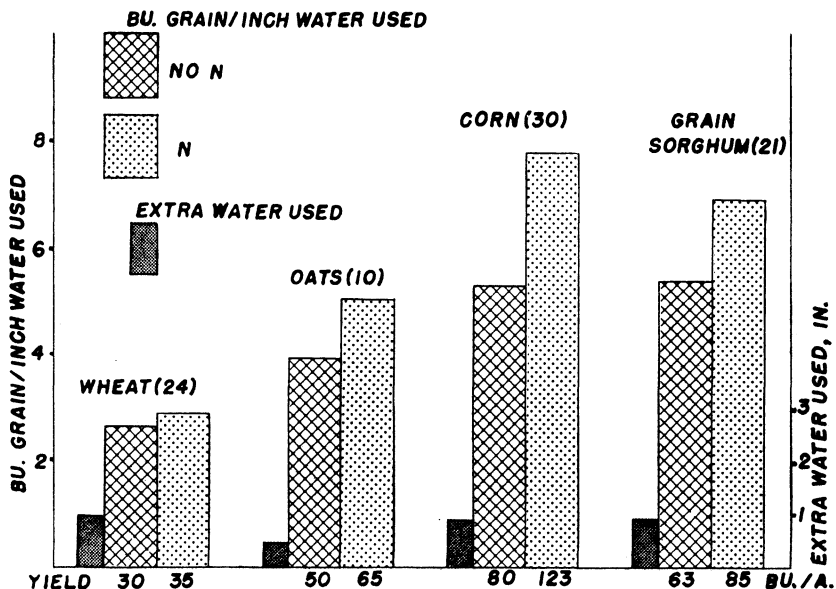 BU. GRAIN/INCH WATER USED
NO N
N
EXTRA WATER USED
WHEAT(24)
OATS(10)
CORN(30)
GRAIN
SORGHUM(21)
BU. GRAIN/INCH WATER USED
8
6
4
2
EXTRA WATER USED, IN.
.3
.2
.1
YIELD 30 35 50 65 80 123 63 85 BU./A.